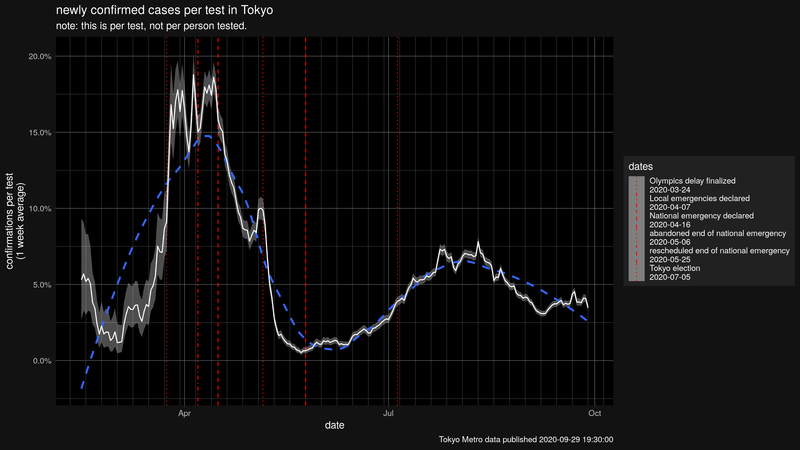 newly confirmed cases per test in Tokyo
note: this is per test, not per person tested.
20.0%
15.0%
10.0%
5.0%
0.0%
confirmations per test
(1 week average)
Apr
Jul
Oct
date
dates
Olympics delay finalized
2020-03-24
Local emergencies declared
2020-04-07
National emergency declared
2020-04-16
abandoned end of national emergency
2020-05-06
rescheduled end of national emergency
2020-05-25
Tokyo election
2020-07-05
Tokyo Metro data published 2020-09-29 19:30:00